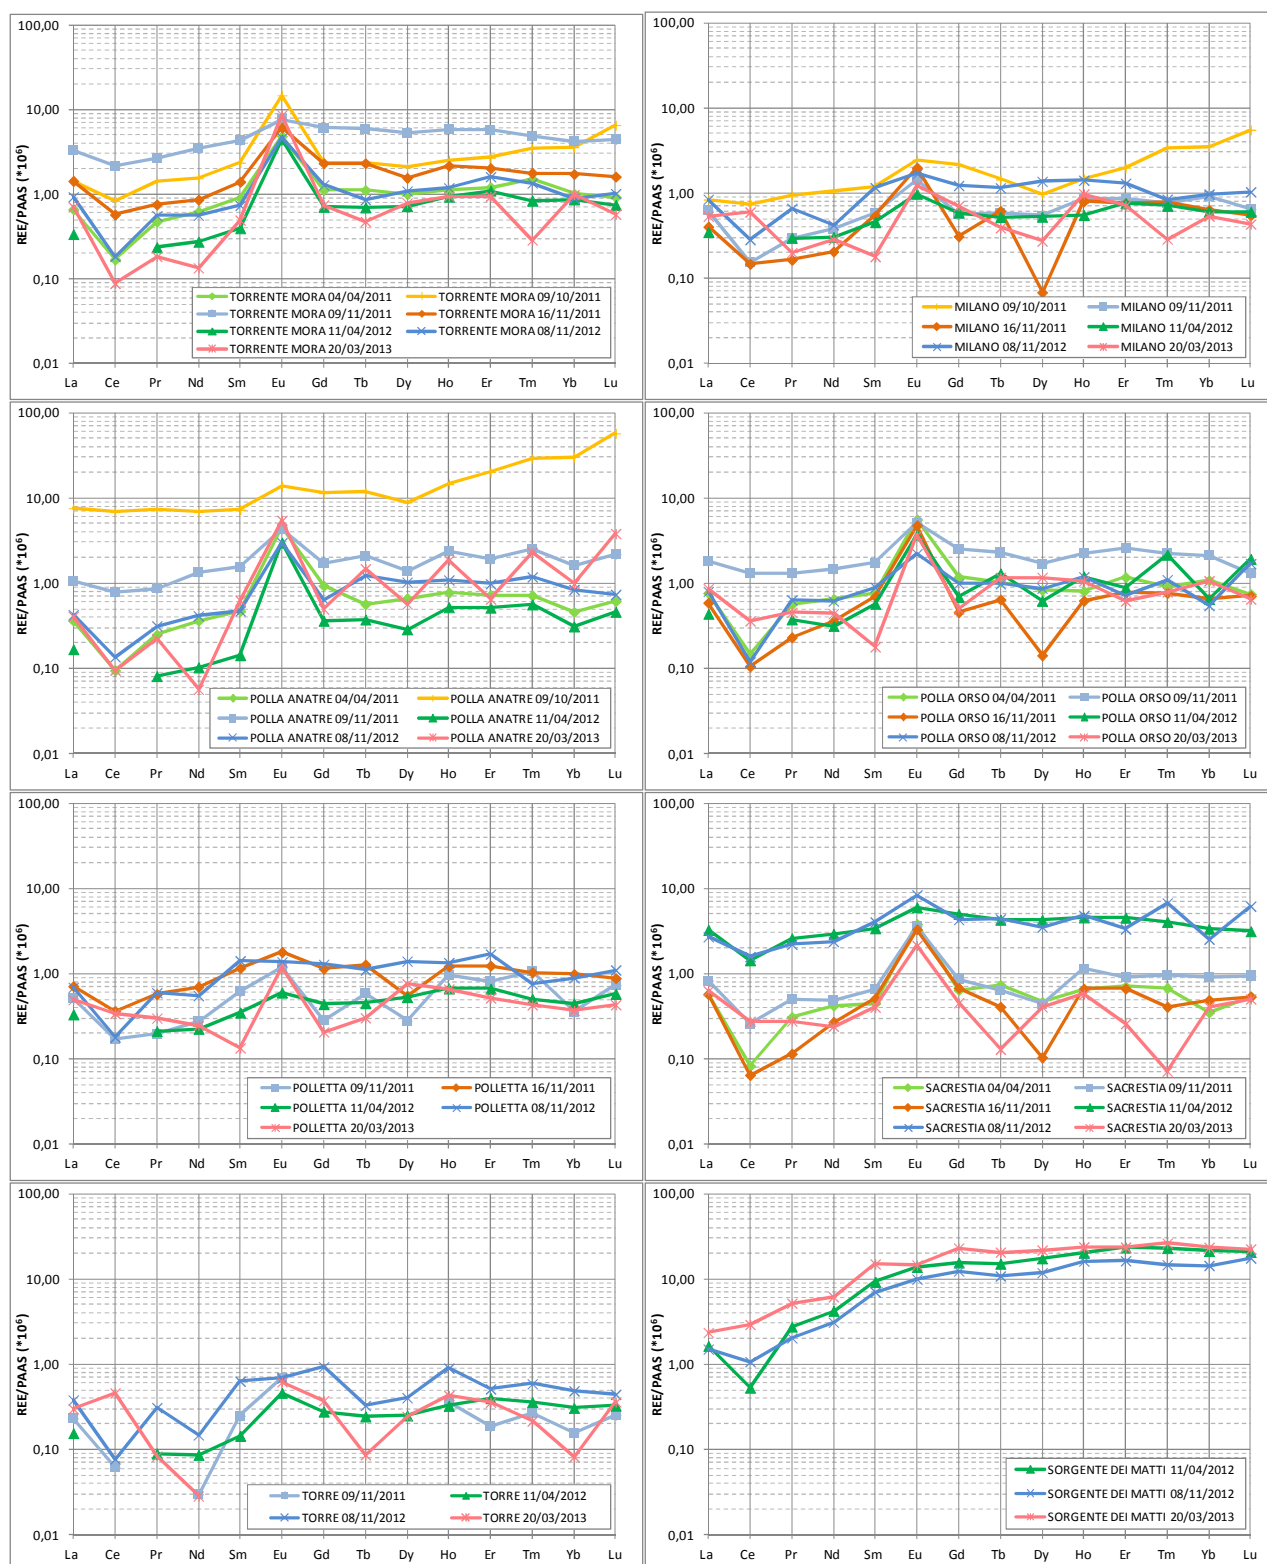 REE/PAAS (*10⁶)
100,00
10,00
1,00
0,10
0,01
La Ce Pr Nd Sm Eu Gd Tb Dy Ho Er Tm Yb Lu
TORRENTE MORA 04/04/2011
TORRENTE MORA 09/10/2011
TORRENTE MORA 09/11/2011
TORRENTE MORA 16/11/2011
TORRENTE MORA 11/04/2012
TORRENTE MORA 08/11/2012
TORRENTE MORA 20/03/2013
REE/PAAS (*10⁶)
100,00
10,00
1,00
0,10
0,01
La Ce Pr Nd Sm Eu Gd Tb Dy Ho Er Tm Yb Lu
MILANO 09/10/2011
MILANO 09/11/2011
MILANO 16/11/2011
MILANO 11/04/2012
MILANO 08/11/2012
MILANO 20/03/2013
REE/PAAS (*10⁶)
100,00
10,00
1,00
0,10
0,01
La Ce Pr Nd Sm Eu Gd Tb Dy Ho Er Tm Yb Lu
POLLA ANATRE 04/04/2011
POLLA ANATRE 09/10/2011
POLLA ANATRE 09/11/2011
POLLA ANATRE 11/04/2012
POLLA ANATRE 08/11/2012
POLLA ANATRE 20/03/2013
REE/PAAS (*10⁶)
100,00
10,00
1,00
0,10
0,01
La Ce Pr Nd Sm Eu Gd Tb Dy Ho Er Tm Yb Lu
POLLA ORSO 04/04/2011
POLLA ORSO 09/11/2011
POLLA ORSO 16/11/2011
POLLA ORSO 11/04/2012
POLLA ORSO 08/11/2012
POLLA ORSO 20/03/2013
REE/PAAS (*10⁶)
100,00
10,00
1,00
0,10
0,01
La Ce Pr Nd Sm Eu Gd Tb Dy Ho Er Tm Yb Lu
POLLETTA 09/11/2011
POLLETTA 16/11/2011
POLLETTA 11/04/2012
POLLETTA 08/11/2012
POLLETTA 20/03/2013
REE/PAAS (*10⁶)
100,00
10,00
1,00
0,10
0,01
La Ce Pr Nd Sm Eu Gd Tb Dy Ho Er Tm Yb Lu
SACRESTIA 04/04/2011
SACRESTIA 09/11/2011
SACRESTIA 16/11/2011
SACRESTIA 11/04/2012
SACRESTIA 08/11/2012
SACRESTIA 20/03/2013
REE/PAAS (*10⁶)
100,00
10,00
1,00
0,10
0,01
La Ce Pr Nd Sm Eu Gd Tb Dy Ho Er Tm Yb Lu
TORRE 09/11/2011
TORRE 11/04/2012
TORRE 08/11/2012
TORRE 20/03/2013
REE/PAAS (*10⁶)
100,00
10,00
1,00
0,10
0,01
La Ce Pr Nd Sm Eu Gd Tb Dy Ho Er Tm Yb Lu
SORGENTE DEI MATTI 11/04/2012
SORGENTE DEI MATTI 08/11/2012
SORGENTE DEI MATTI 20/03/2013